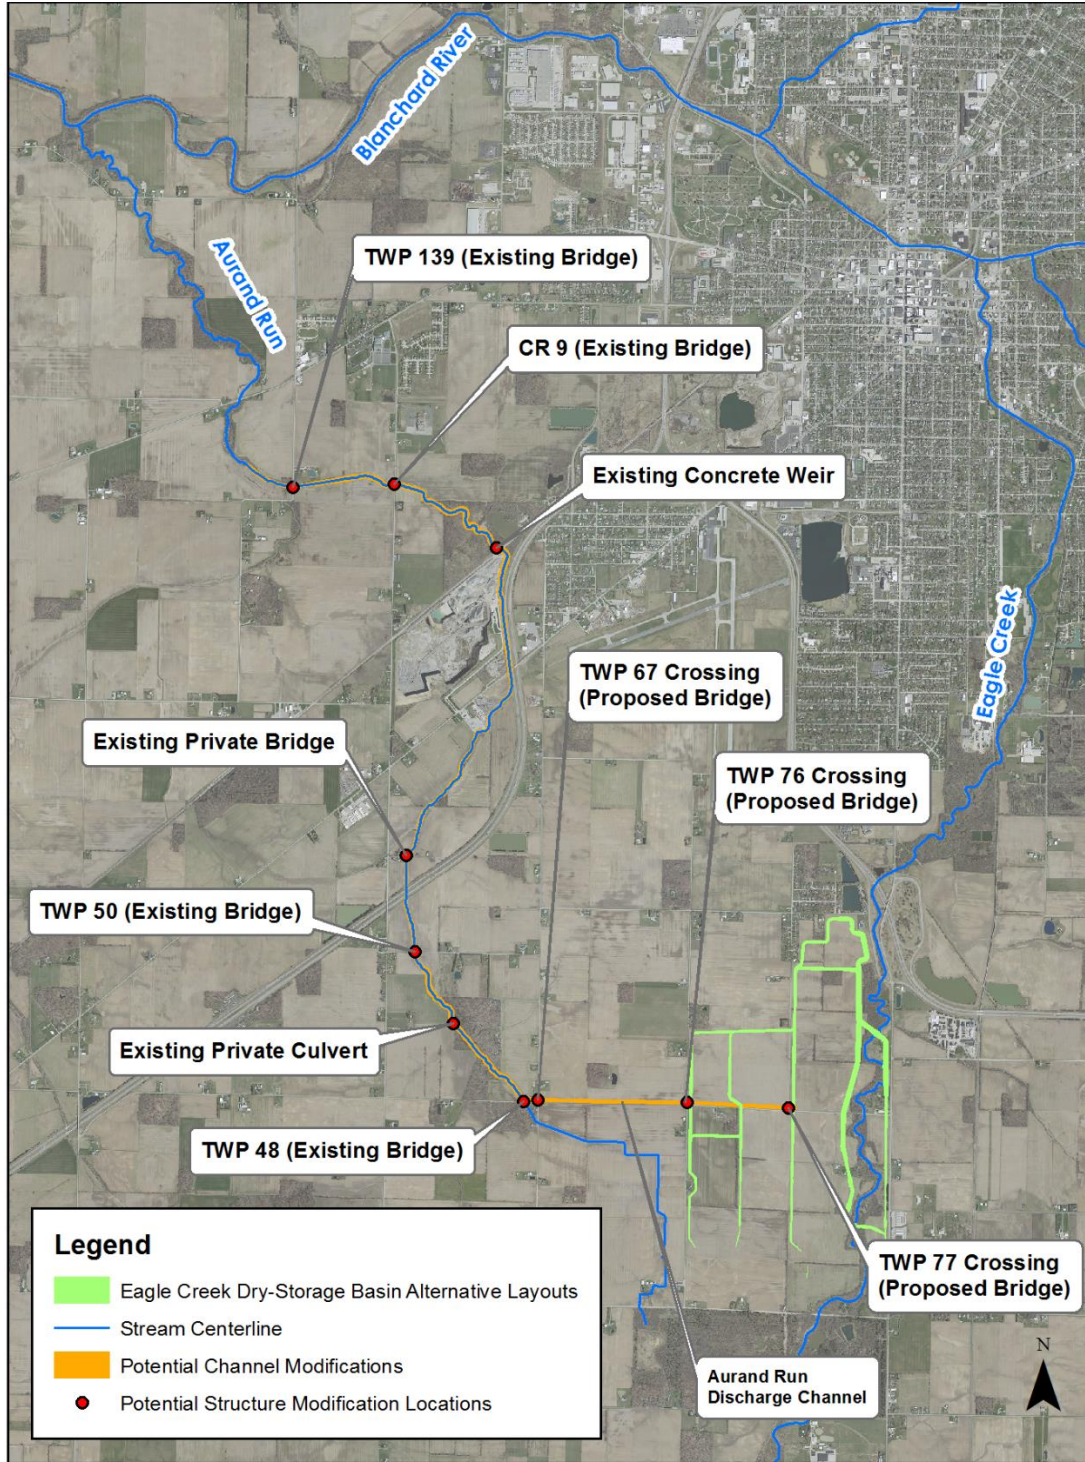 Blanchard River
Aurand Run
TWP 139 (Existing Bridge)
CR 9 (Existing Bridge)
Existing Concrete Weir
Eagle Creek
TWP 67 Crossing
(Proposed Bridge)
Existing Private Bridge
TWP 76 Crossing
(Proposed Bridge)
TWP 50 (Existing Bridge)
Existing Private Culvert
TWP 48 (Existing Bridge)
TWP 77 Crossing
(Proposed Bridge)
Aurand Run
Discharge Channel
Legend
Eagle Creek Dry-Storage Basin Alternative Layouts
Stream Centerline
Potential Channel Modifications
Potential Structure Modification Locations
N